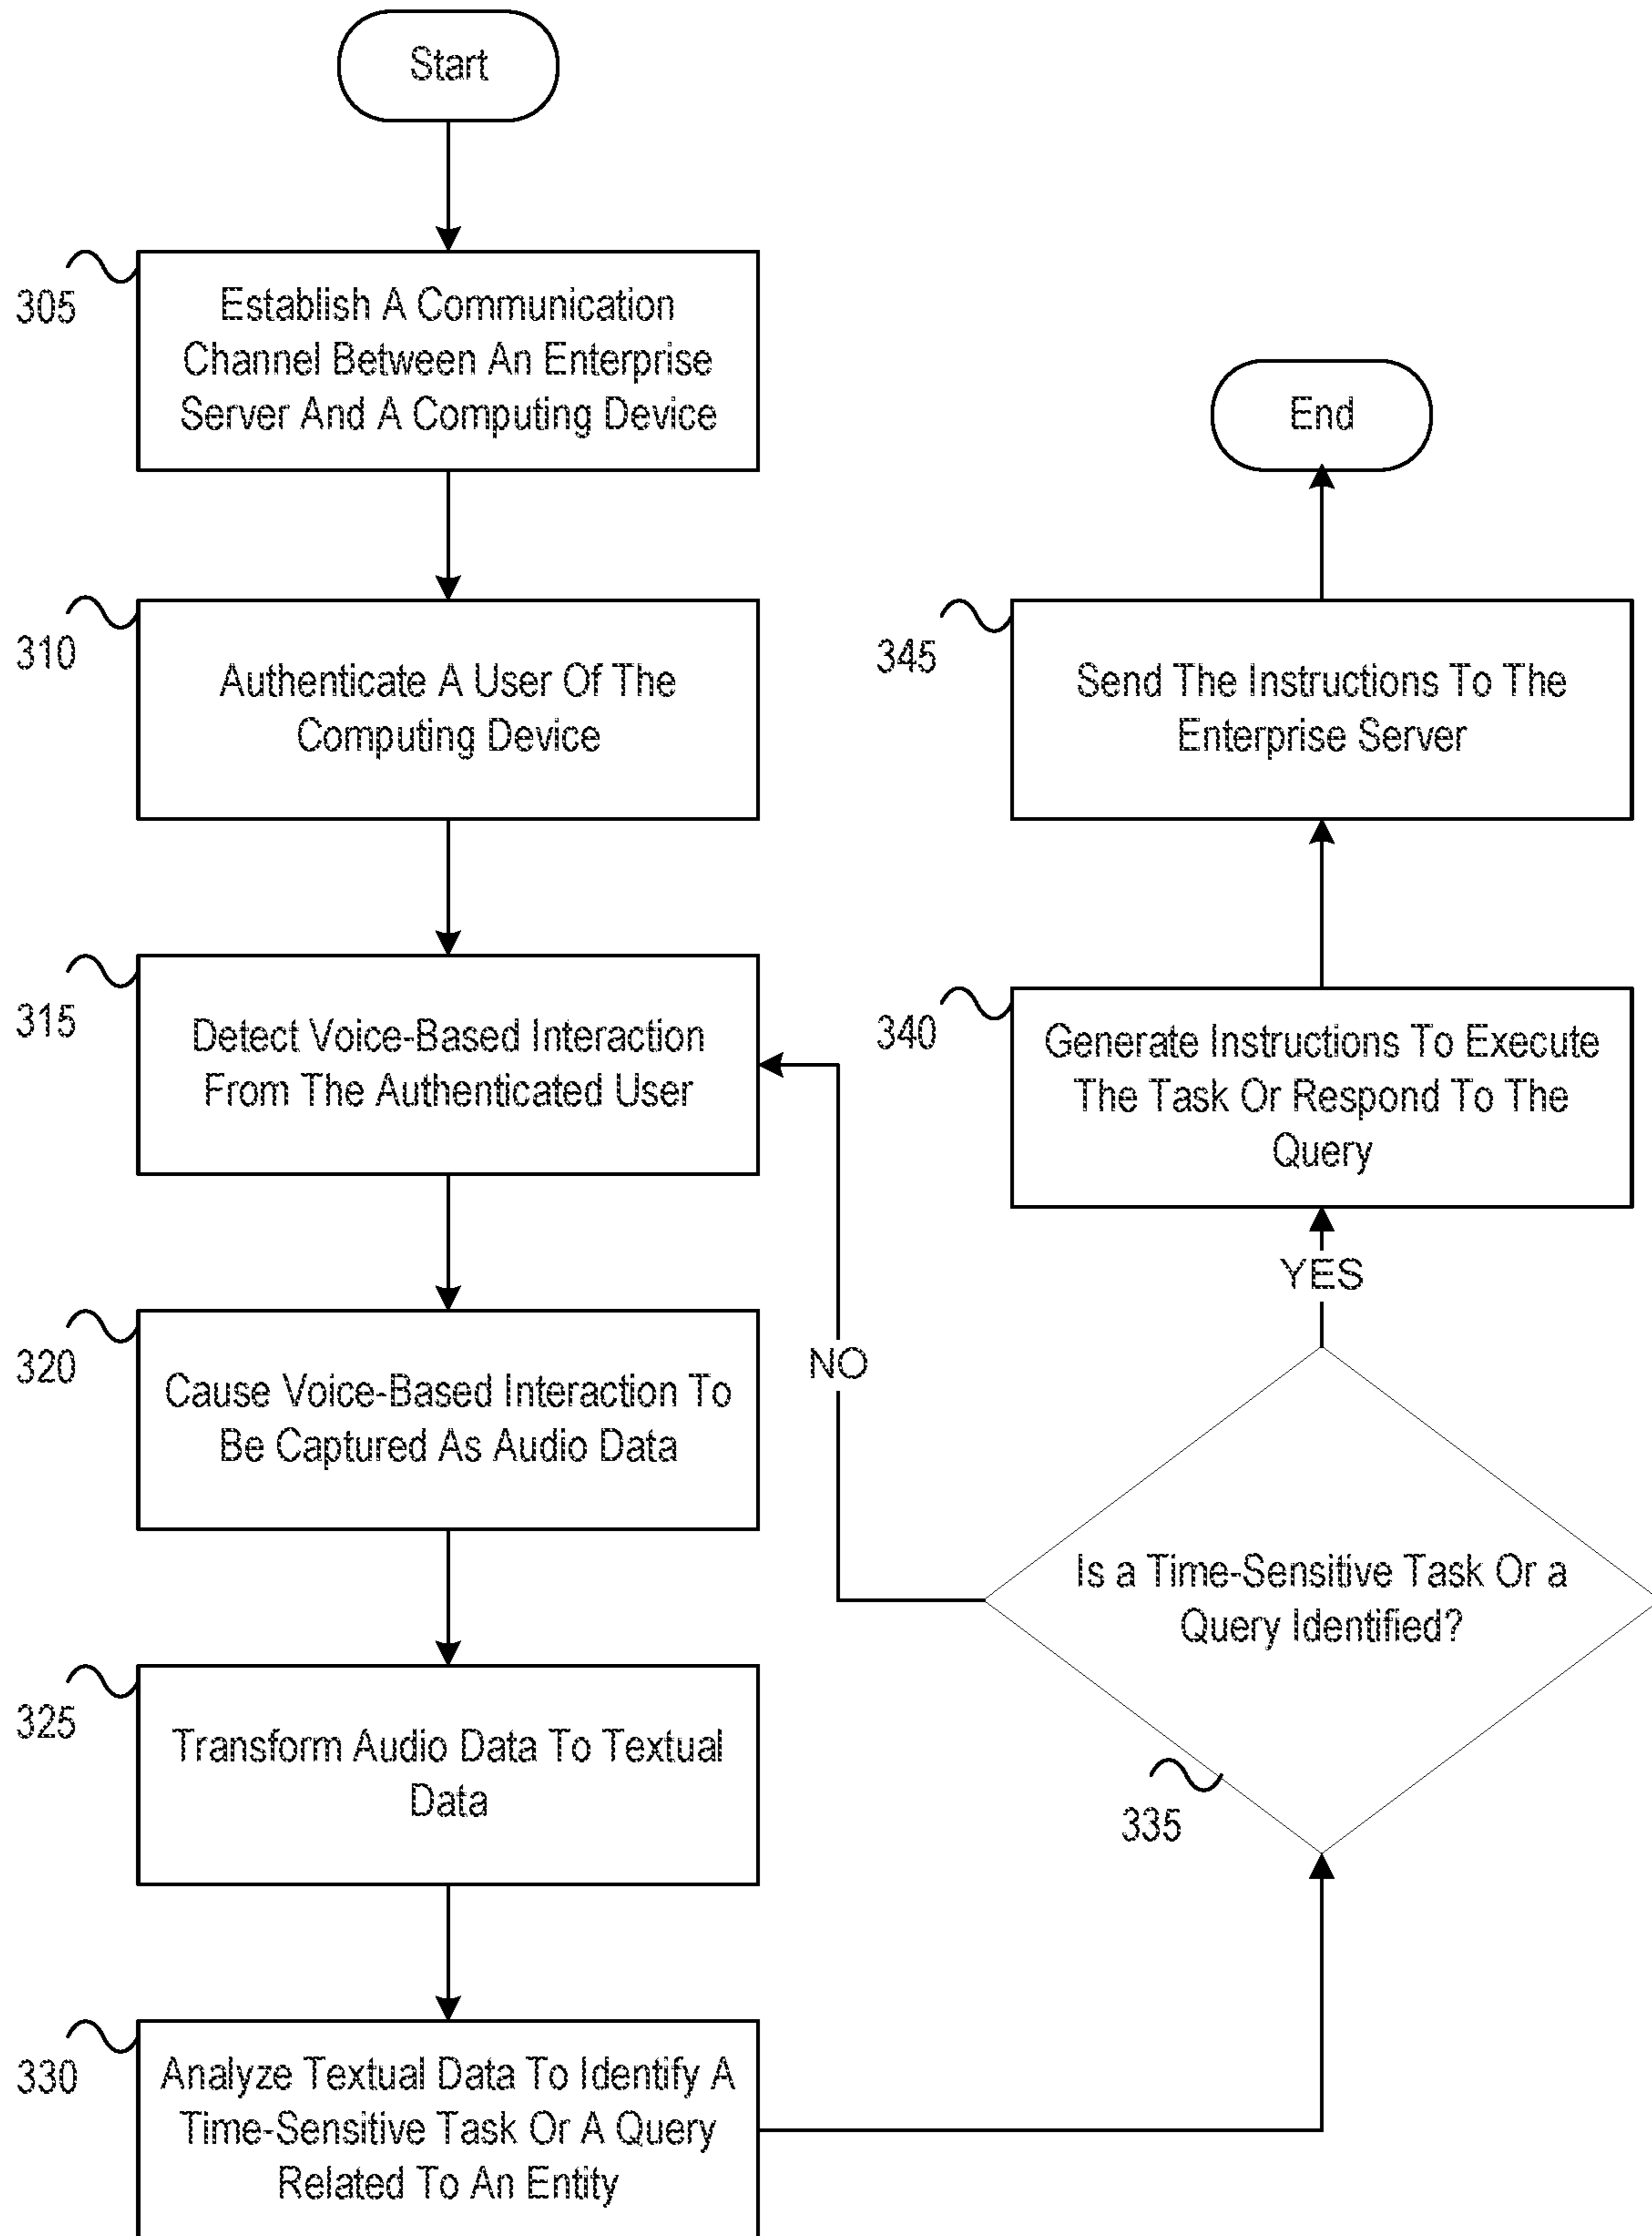 Start
305
Establish A Communication
Channel Between An Enterprise
Server And A Computing Device
310
Authenticate A User Of The
Computing Device
315
Detect Voice-Based Interaction
From The Authenticated User
320
Cause Voice-Based Interaction To
Be Captured As Audio Data
325
Transform Audio Data To Textual
Data
330
Analyze Textual Data To Identify A
Time-Sensitive Task Or A Query
Related To An Entity
NO
Is a Time-Sensitive Task Or a
Query Identified?
335
YES
340
Generate Instructions To Execute
The Task Or Respond To The
Query
345
Send The Instructions To The
Enterprise Server
End